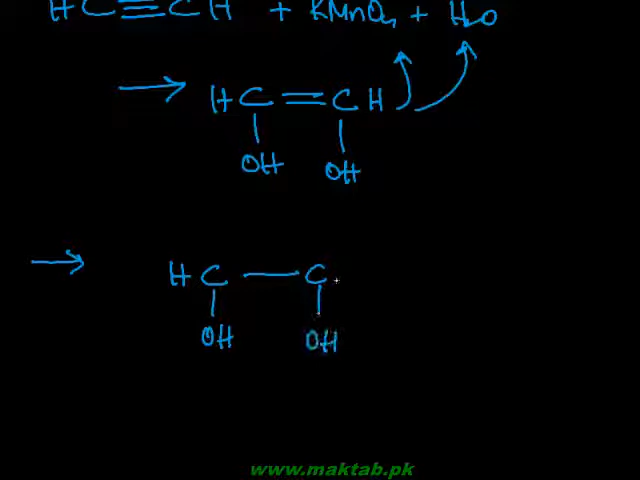 HC≡CH + KMnO4 + H2O
→ HC=CH
OH OH
→ HC—C
OH OH
www.maktab.pk